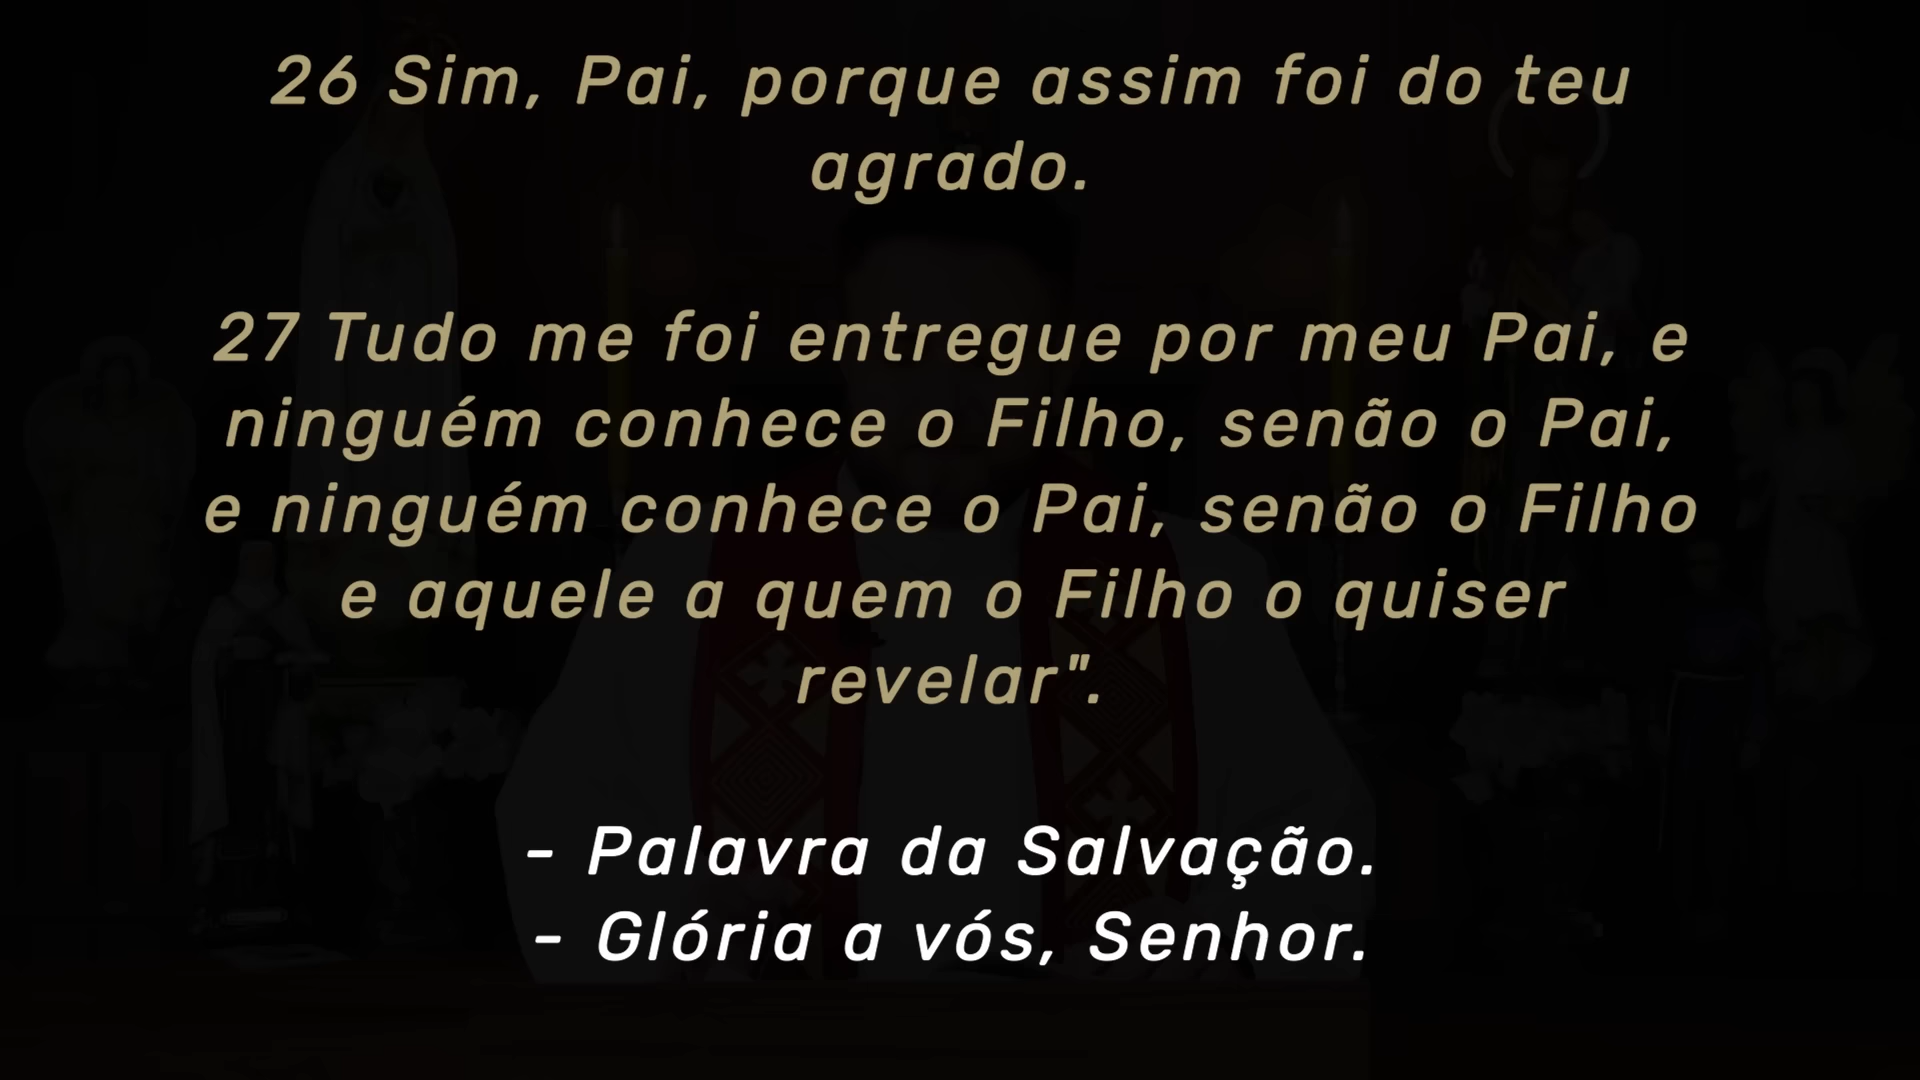 26 Sim, Pai, porque assim foi do teu
agrado.
27 Tudo me foi entregue por meu Pai, e
ninguém conhece o Filho, senão o Pai,
e ninguém conhece o Pai, senão o Filho
e aquele a quem o Filho o quiser
revelar".
- Palavra da Salvação.
- Glória a vós, Senhor.